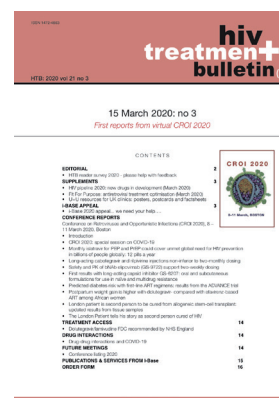 hiv
treatment
bulletin
HTB: 2020 vol 21 no 3
15 March 2020: no 3
First reports from virtual CROI 2020
CONTENTS
EDITORIAL 2
• HTB reader survey 2020 - please help with feedback
SUPPLEMENTS 3
• HIV pipeline 2020: new drugs in development (March 2020)
• Fit For Purpose: antiretroviral treatment optimisation (March 2020)
• U=U resources for UK clinics: posters, postcards and factsheets
i-BASE APPEAL 3
• i-Base 2020 appeal... we need your help...
CONFERENCE REPORTS
Conference on Retroviruses and Opportunistic Infections (CROI 2020), 8 –
11 March 2020, Boston
• Introduction
• CROI 2020: special session on COVID-19
• Monthly islatravir for PEP and PrEP could cover unmet global need for HIV prevention
in billions of people globally: 12 pills a year
• Long-acting cabotegravir and rilpivirine injections non-inferior in two-monthly dosing
• Safety and PK of bNAb elipovimab (GS-9722) support two weekly dosing
• First results with long-acting capsid inhibitor GS-6207: oral and subcutaneous
formulations for use in naive and multidrug resistance
• Predicted diabetes risk with first-line ART regimens: results from the ADVANCE trial
• Postpartum weight gain is higher with dolutegravir- compared with efavirenz-based
ART among African women
• London patient is second person to be cured from allogeneic stem-cell transplant:
updated results from tissue samples
• The London Patient tells his story as second person cured of HIV
TREATMENT ACCESS 14
• Dolutegravir/lamivudine FDC recommended by NHS England
DRUG INTERACTIONS 14
• Drug-drug interactions and COVID-19
FUTURE MEETINGS 14
• Conference listing 2020
PUBLICATIONS & SERVICES FROM i-Base 15
ORDER FORM 16
CROI 2020
8–11 March, BOSTON